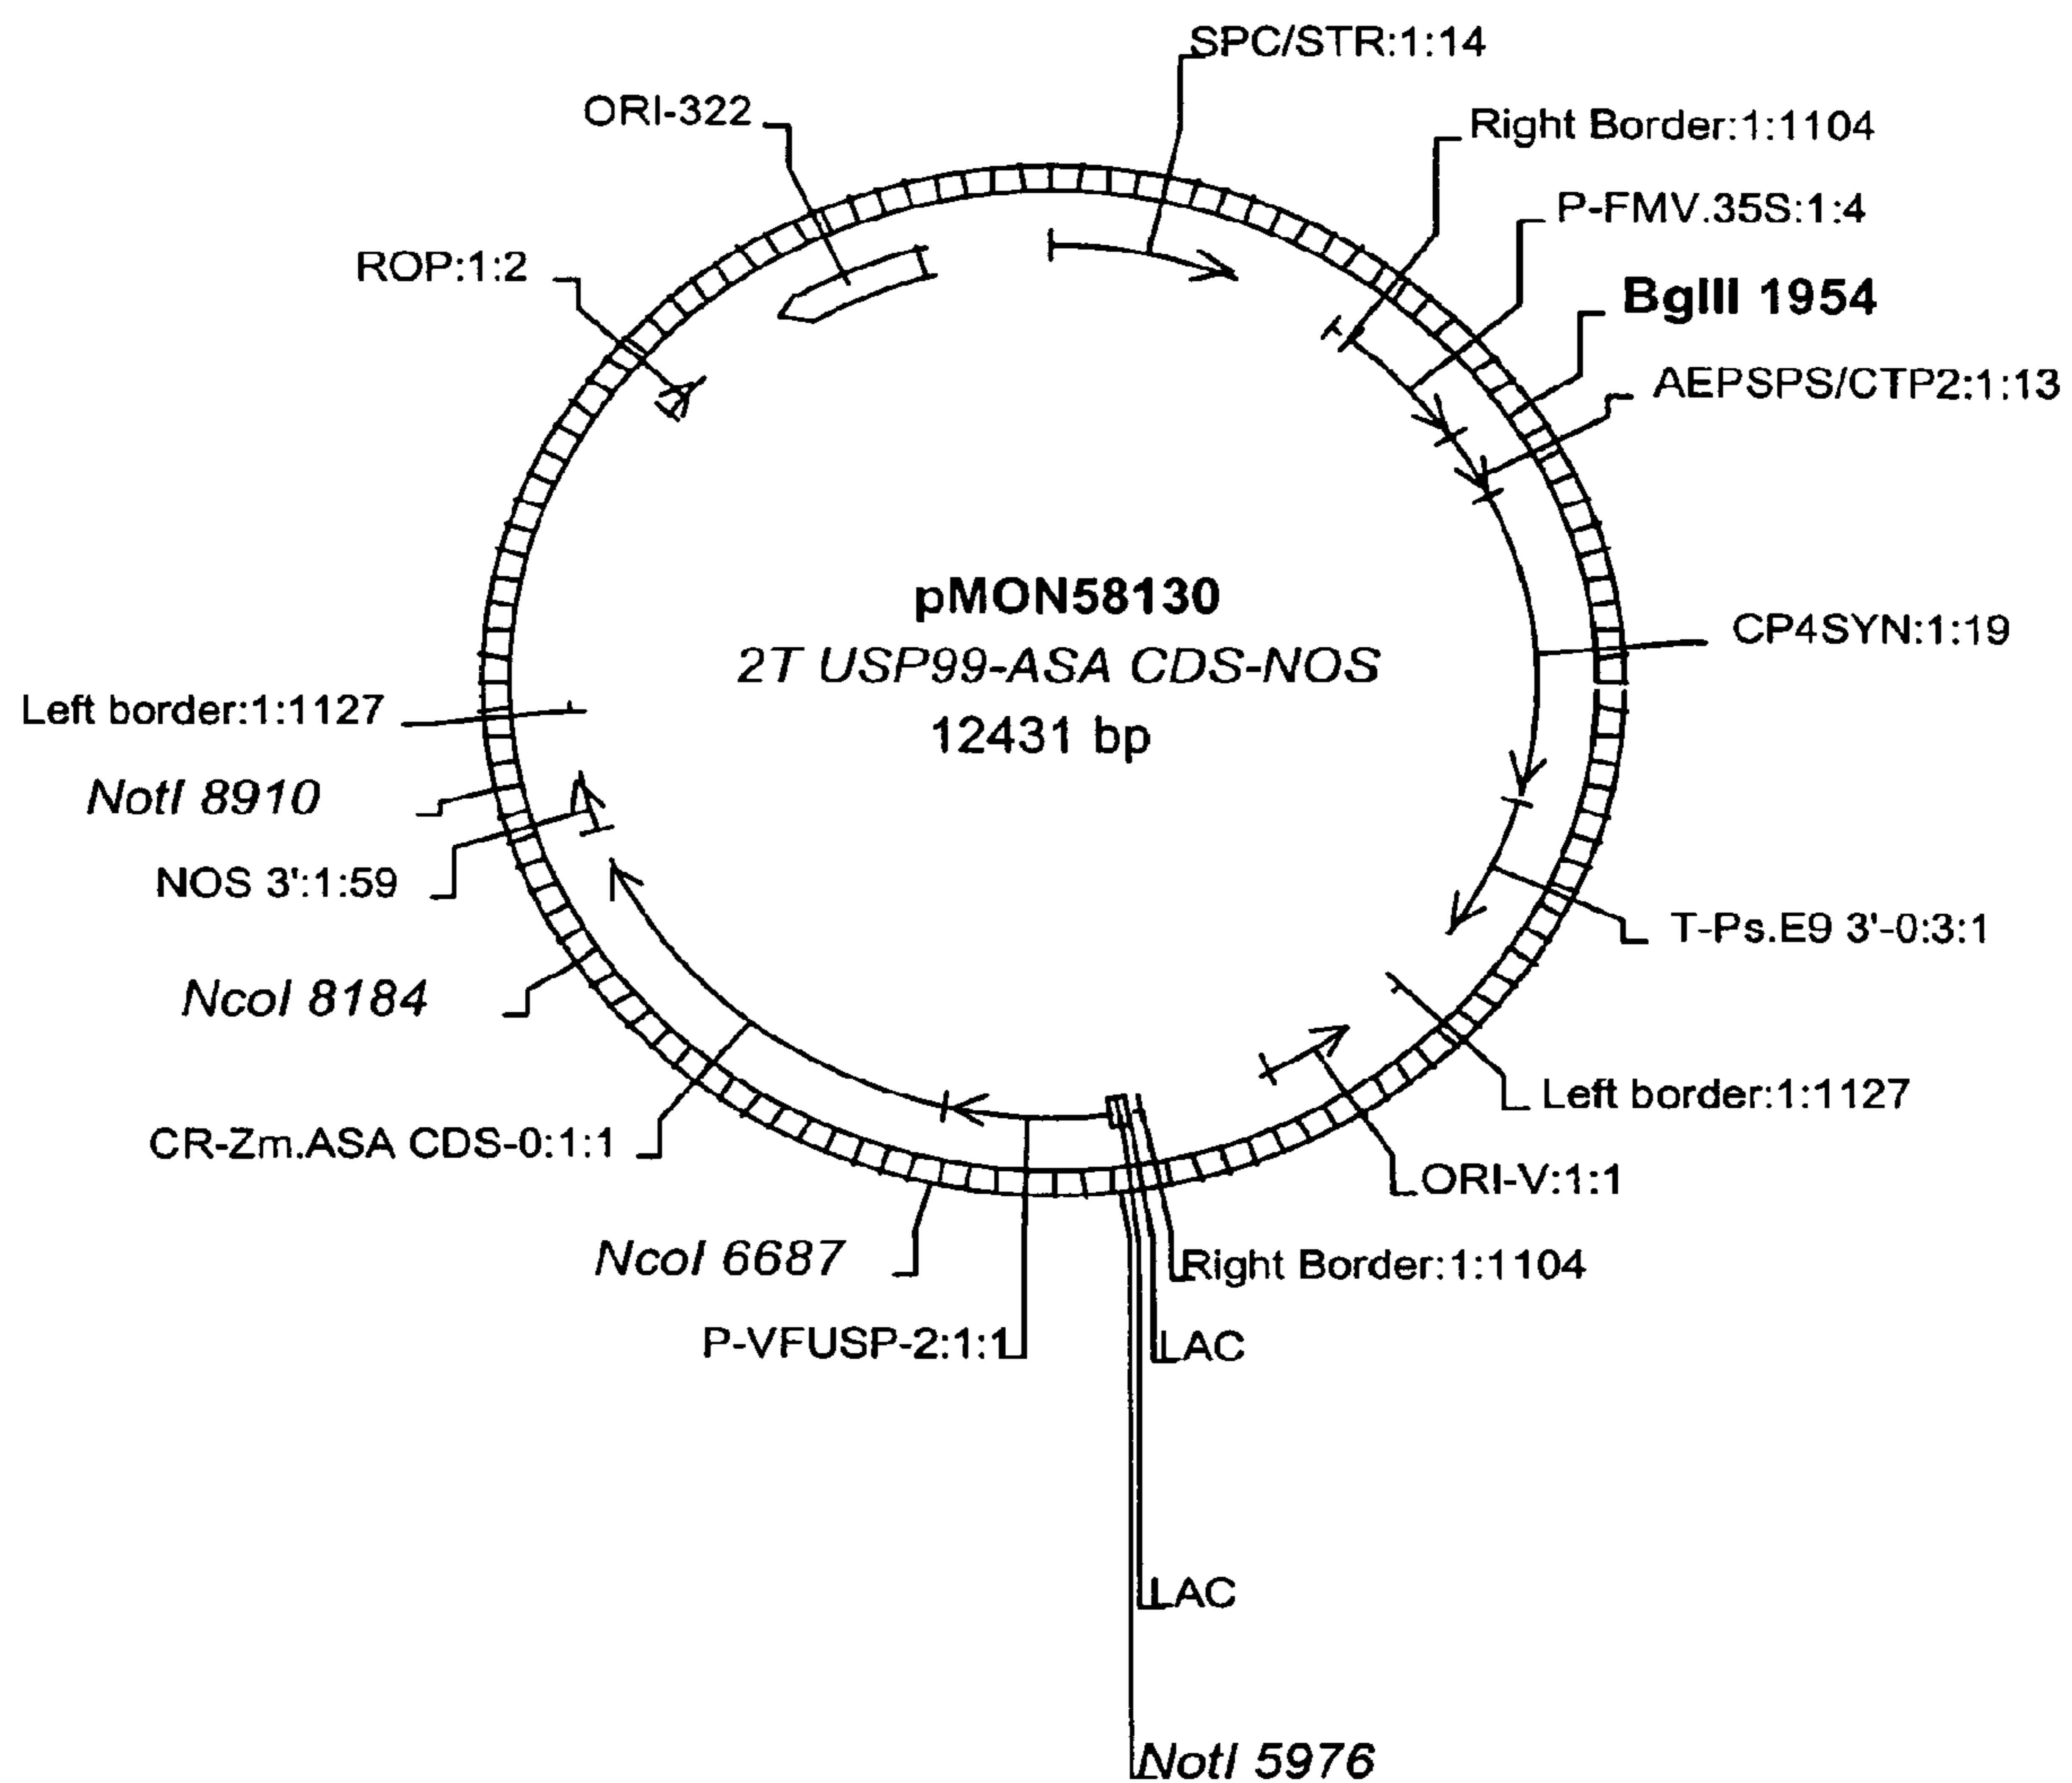 SPC/STR:1:14
ORI-322
Right Border:1:1104
P-FMV.35S:1:4
ROP:1:2
BglII 1954
AEPSPS/CTP2:1:13
pMON58130
CP4SYN:1:19
2T USP99-ASA CDS-NOS
Left border:1:1127
12431 bp
NotI 8910
NOS 3':1:59
T-Ps.E9 3'-0:3:1
NcoI 8184
Left border:1:1127
CR-Zm.ASA CDS-0:1:1
ORI-V:1:1
NcoI 6687
Right Border:1:1104
P-VFUSP-2:1:1
LAC
LAC
NotI 5976